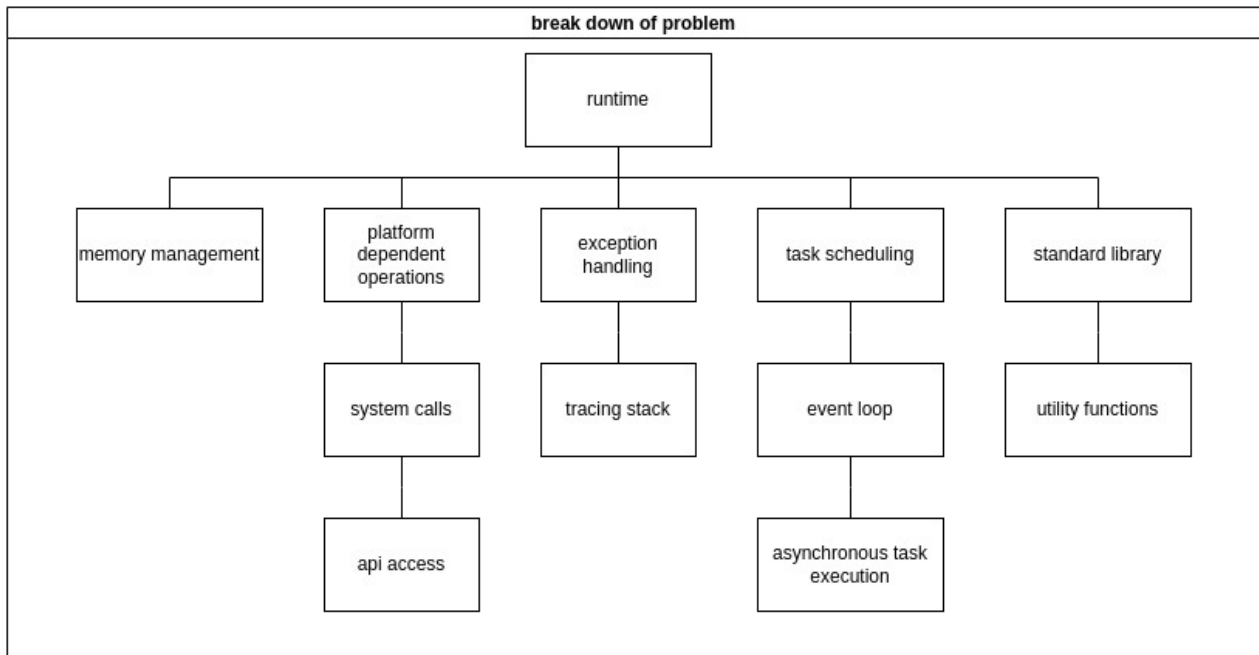 break down of problem
runtime
memory management
platform
dependent
operations
exception
handling
task scheduling
standard library
system calls
tracing stack
event loop
utility functions
api access
asynchronous task
execution